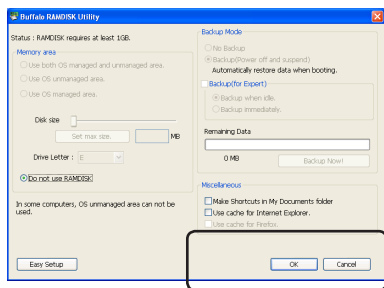 Buffalo RAMDISK Utility
Status : RAMDISK requires at least 1GB.
Memory area
Use both OS managed and unmanaged area.
Use OS unmanaged area.
Use OS managed area.
Disk size
Set max size.
MB
Drive Letter : E
Do not use RAMDISK
In some computers, OS unmanaged area can not be
used.
Easy Setup
Backup Mode
No Backup
Backup(Power off and suspend)
Automatically restore data when booting.
Backup(for Expert)
Backup when idle.
Backup immediately.
Remaining Data
0 MB
Backup Now!
Miscellaneous
Make Shortcuts in My Documents folder
Use cache for Internet Explorer.
Use cache for Firefox.
OK
Cancel